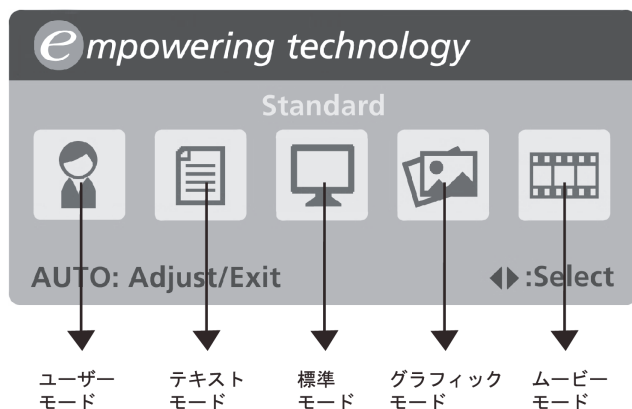 empowering technology
Standard
AUTO: Adjust/Exit
:Select
ユーザー
モード
テキスト
モード
標準
モード
グラフィック
モード
ムービー
モード